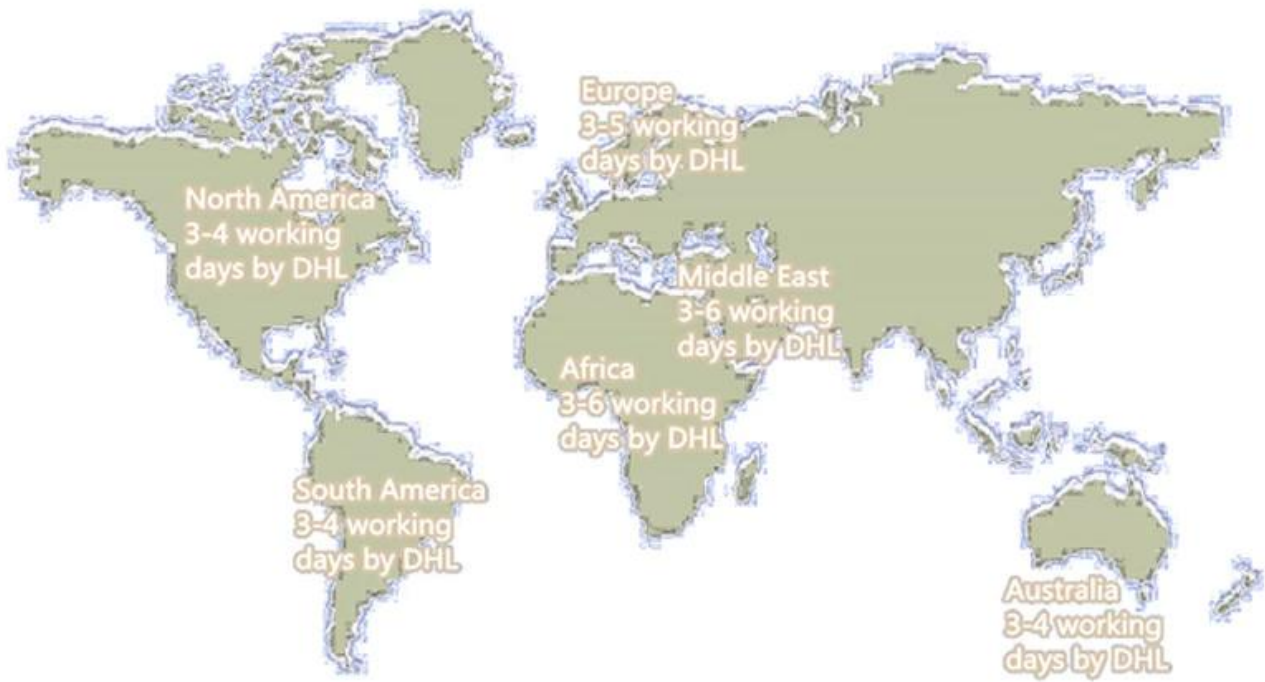 Europe
3-5 working
days by DHL
North America
3-4 working
days by DHL
Middle East
3-6 working
days by DHL
Africa
3-6 working
days by DHL
South America
3-4 working
days by DHL
Australia
3-4 working
days by DHL